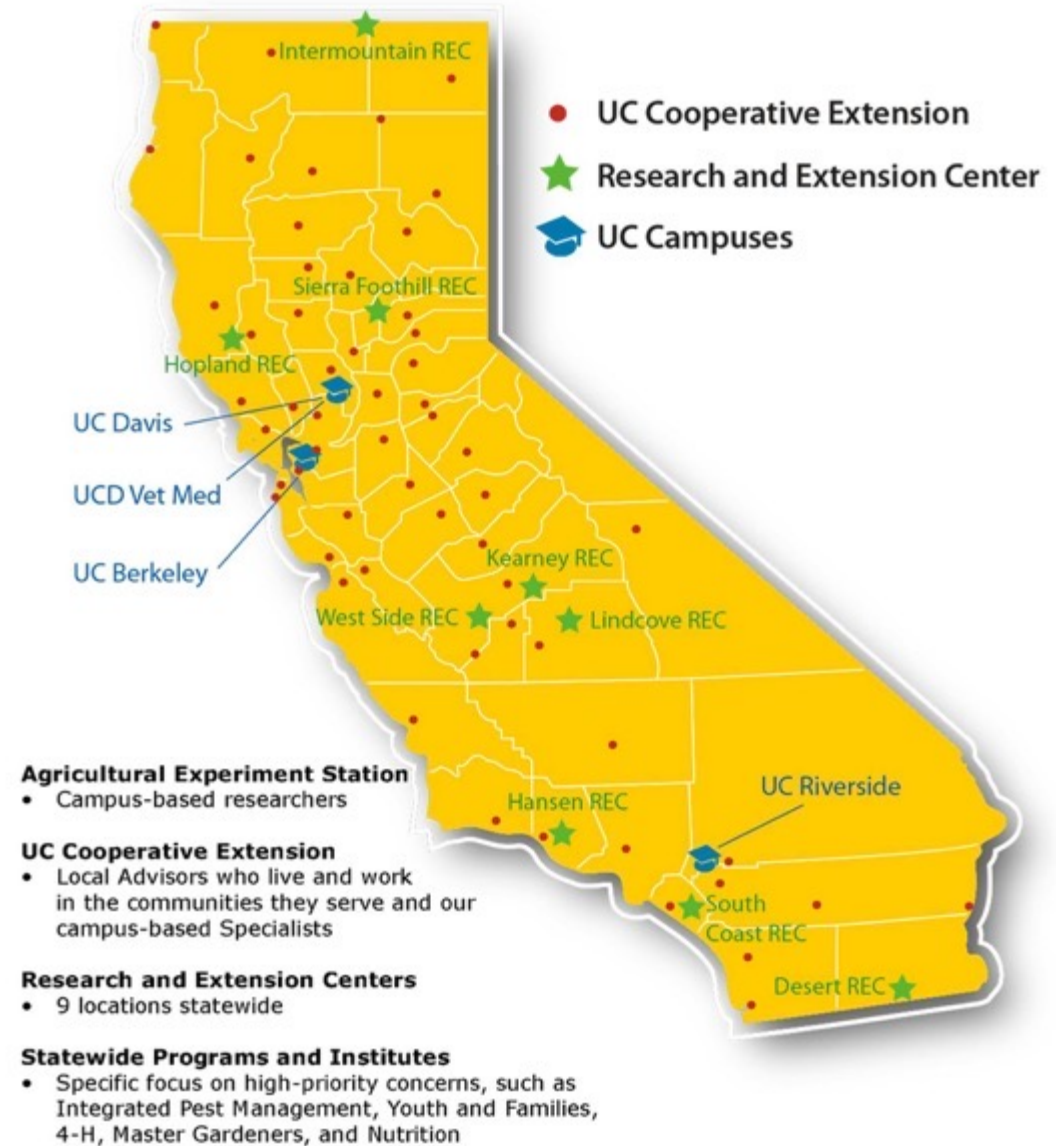 Intermountain REC
UC Cooperative Extension
Research and Extension Center
UC Campuses
Sierra Foothill REC
Hopland REC
UC Davis
UCD Vet Med
UC Berkeley
Kearney REC
West Side REC
Lindcove REC
Hansen REC
UC Riverside
South
Coast REC
Desert REC
Agricultural Experiment Station
• Campus-based researchers
UC Cooperative Extension
• Local Advisors who live and work
in the communities they serve and our
campus-based Specialists
Research and Extension Centers
• 9 locations statewide
Statewide Programs and Institutes
• Specific focus on high-priority concerns, such as
Integrated Pest Management, Youth and Families,
4-H, Master Gardeners, and Nutrition